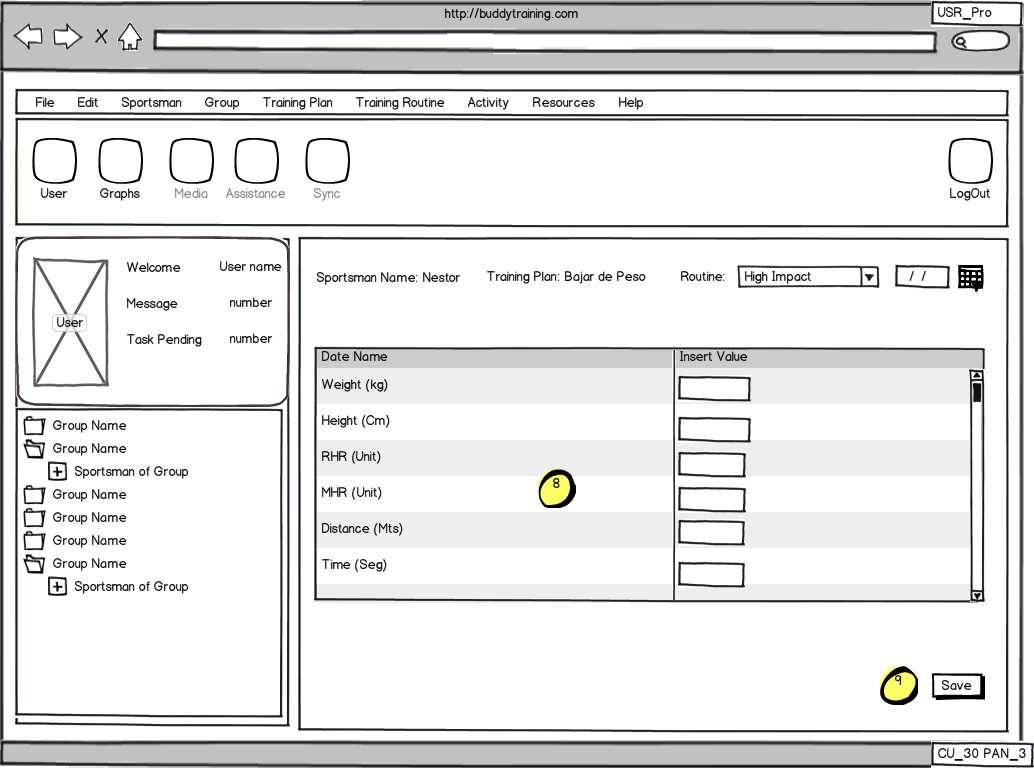 http://buddytraining.com
USR_Pro
File Edit Sportsman Group Training Plan Training Routine Activity Resources Help
User Graphs Media Assistance Sync LogOut
Welcome User name
Message number
User
Task Pending number
Group Name
Group Name
Sportsman of Group
Group Name
Group Name
Group Name
Group Name
Sportsman of Group
Sportsman Name: Nestor Training Plan: Bajar de Peso Routine: High Impact / /
Date Name Insert Value
Weight (kg)
Height (Cm)
RHR (Unit)
8
MHR (Unit)
Distance (Mts)
Time (Seg)
9 Save
CU_30 PAN_3